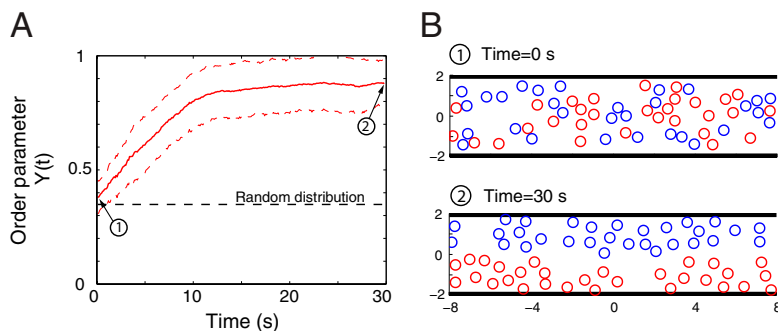 A
Order parameter
Y(t)
1
0.5
0
Random distribution
1
2
0
10
20
30
Time (s)
B
1 Time=0 s
2
0
−2
2 Time=30 s
2
0
−2
−8
−4
0
4
8